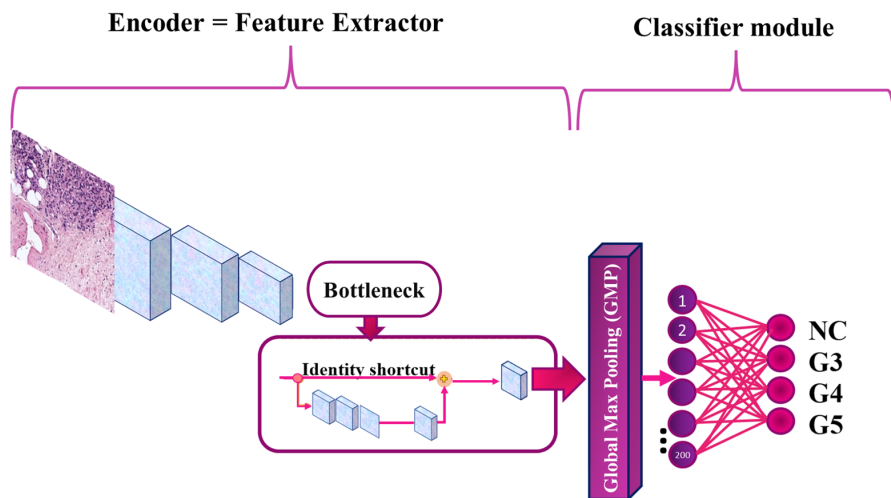 Encoder = Feature Extractor
Classifier module
Bottleneck
Identity shortcut
Global Max Pooling (GMP)
1
2
200
NC
G3
G4
G5